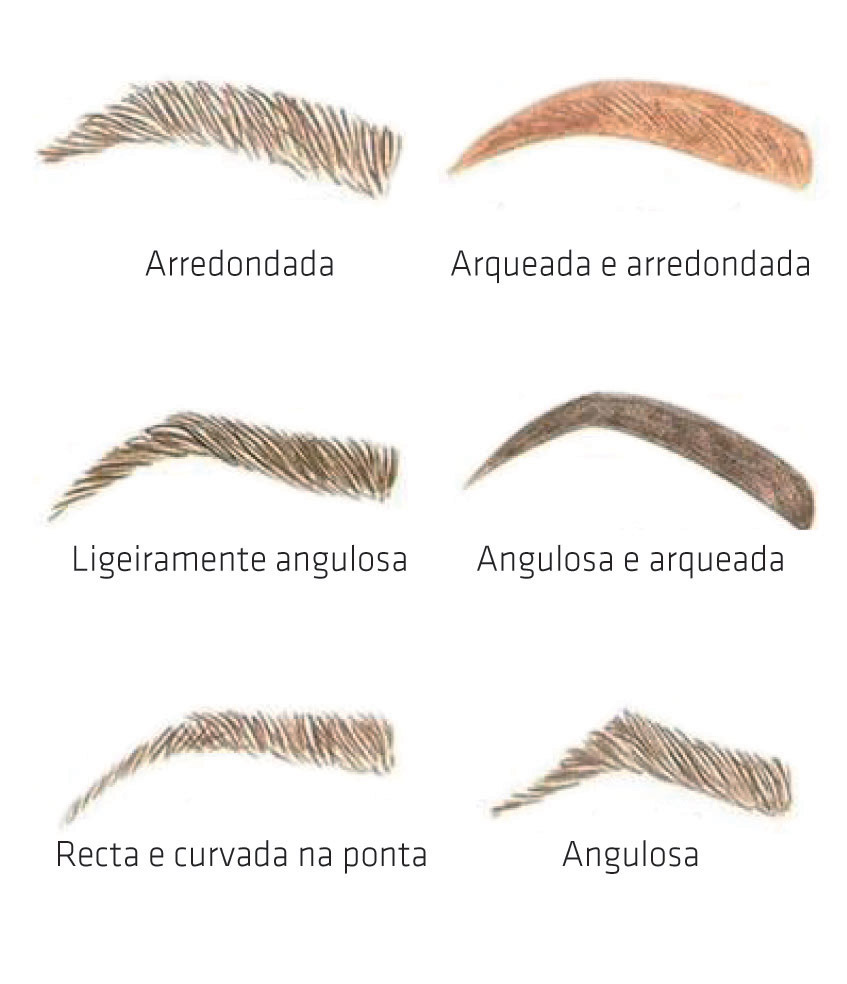 Arredondada
Arqueada e arredondada
Ligeiramente angulosa
Angulosa e arqueada
Recta e curvada na ponta
Angulosa